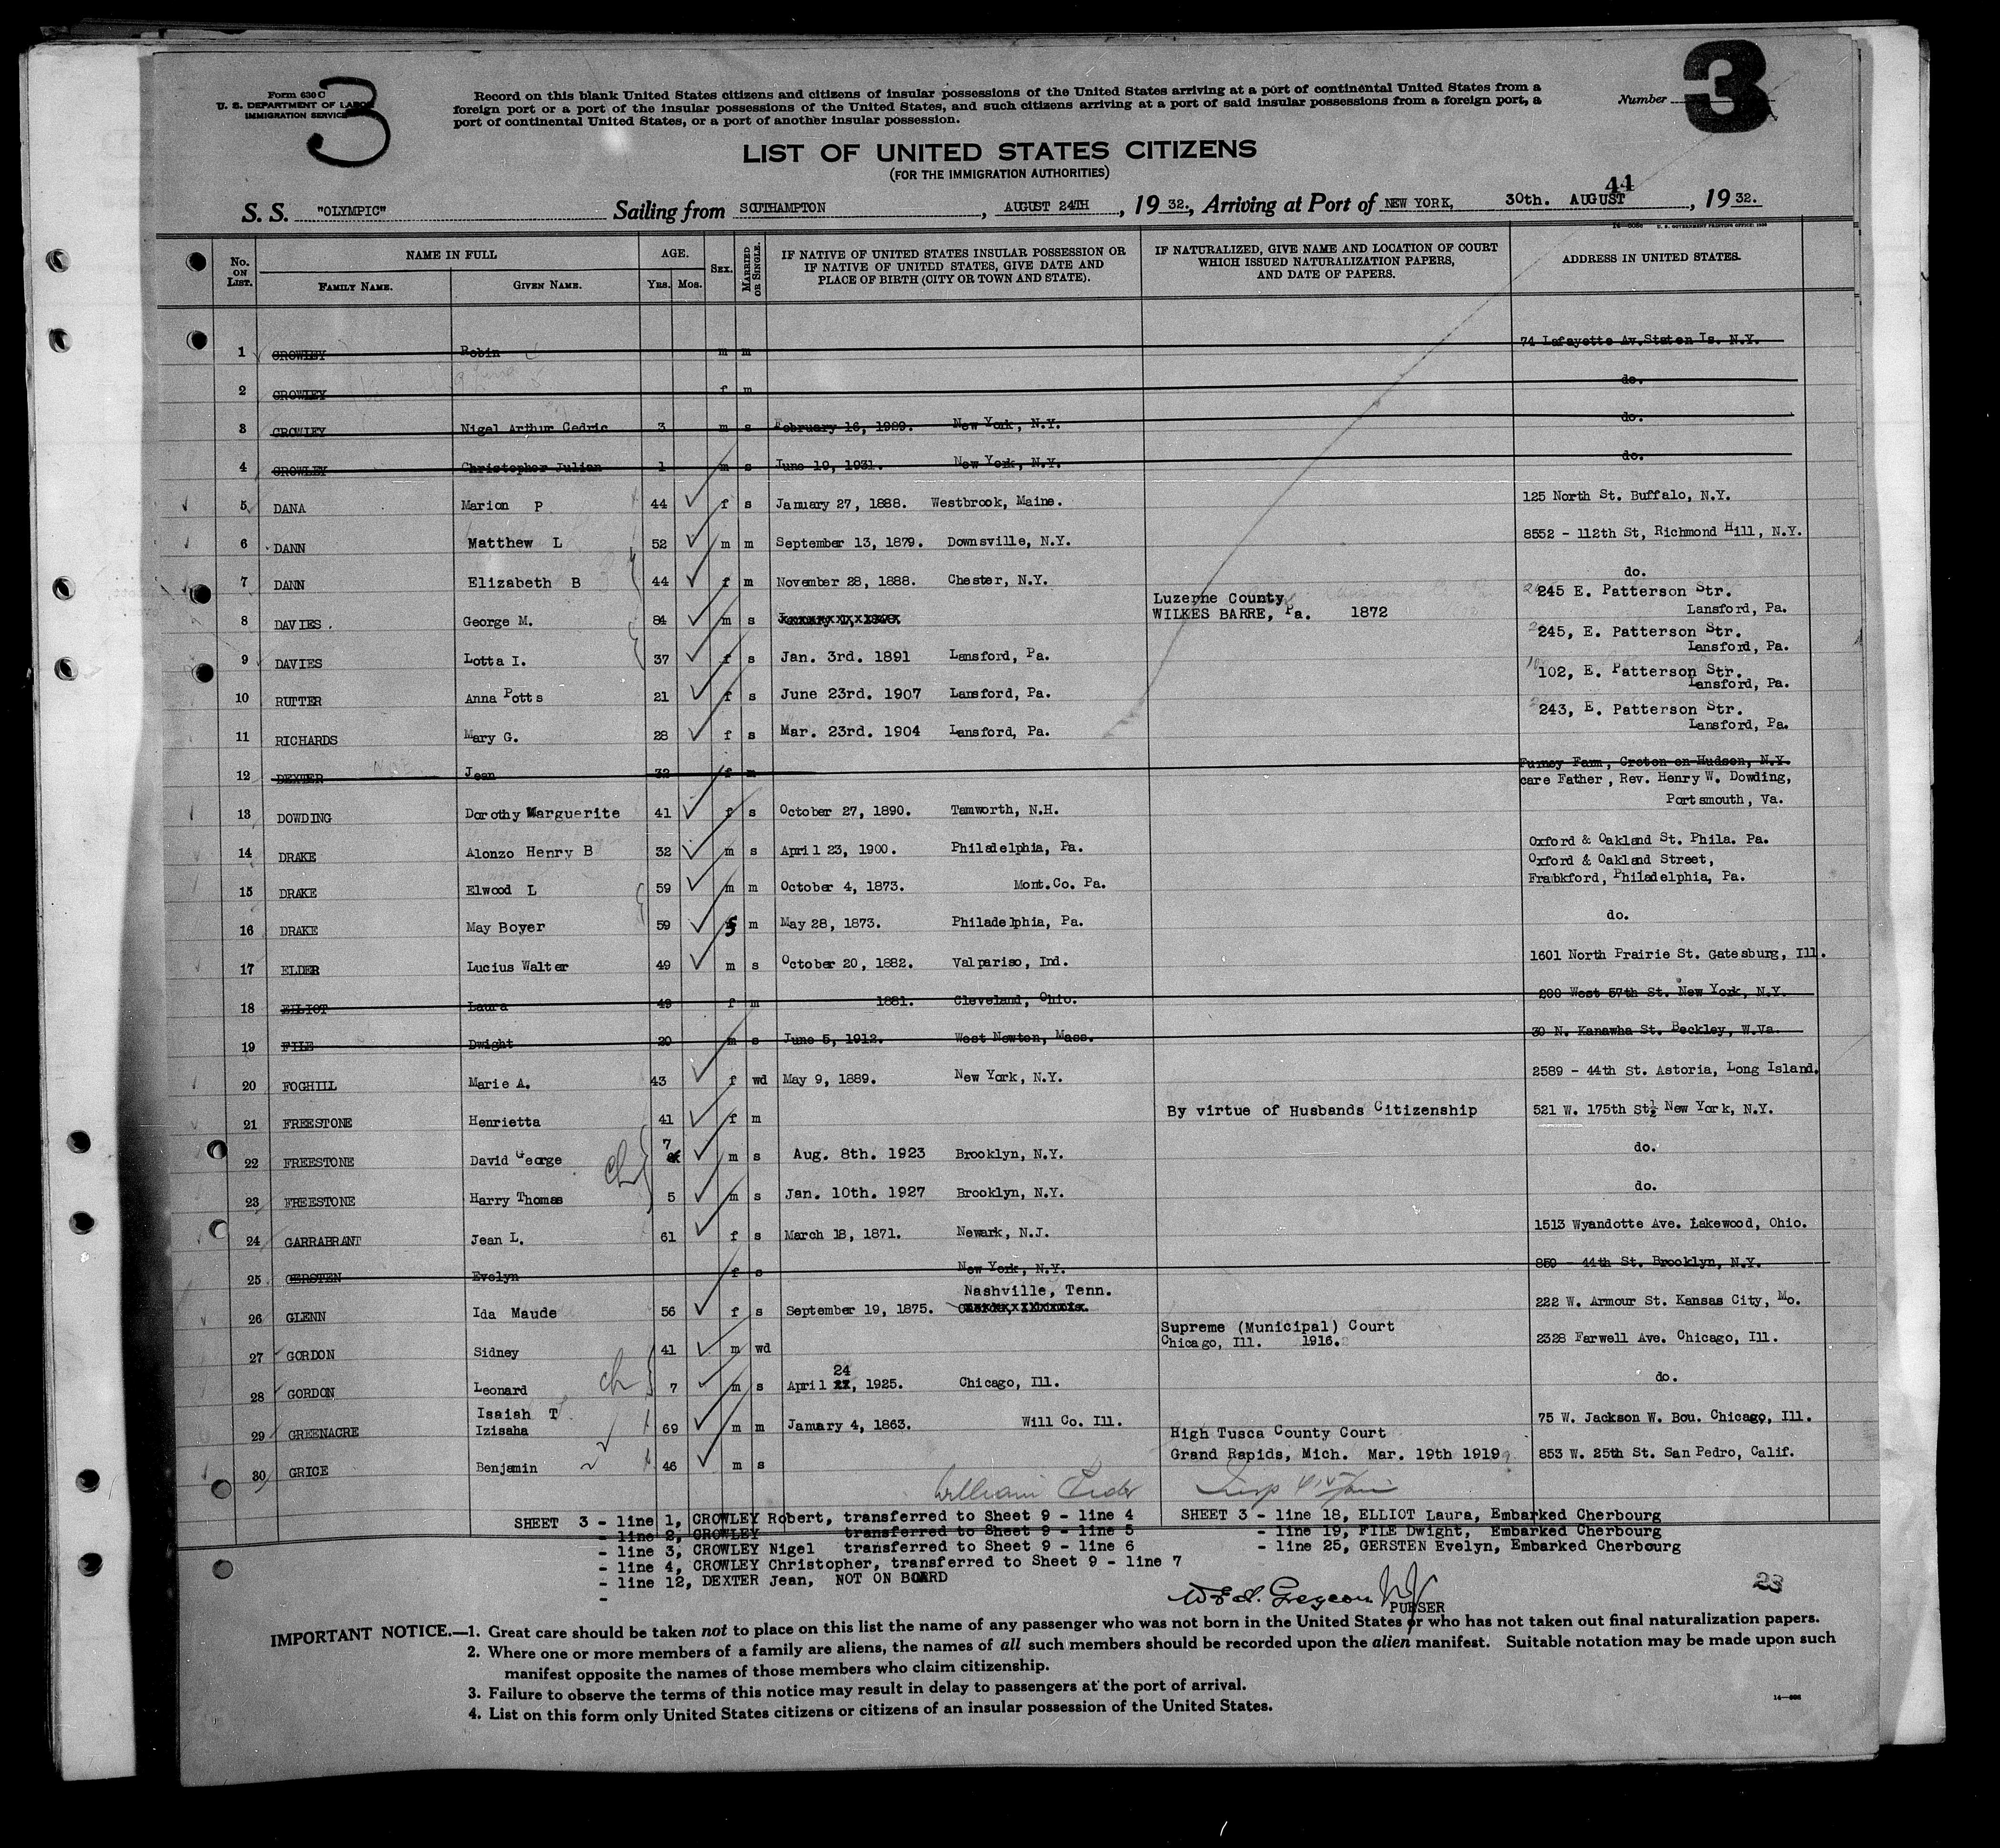 3
3
Form 630 C
U. S. DEPARTMENT OF LABOR
IMMIGRATION SERVICE
Record on this blank United States citizens and citizens of insular possessions of the United States arriving at a port of continental United States from a
foreign port or a port of the insular possessions of the United States, and such citizens arriving at a port of said insular possessions from a foreign port, a
port of continental United States, or a port of another insular possession.
Number
LIST OF UNITED STATES CITIZENS
(FOR THE IMMIGRATION AUTHORITIES)
44
S. S. "OLYMPIC" Sailing from SOUTHAMPTON, AUGUST 24TH, 19 32., Arriving at Port of NEW YORK, 30th. AUGUST, 19 32.
U. S. GOVERNMENT PRINTING OFFICE
No. ON LIST. NAME IN FULL FAMILY NAME. GIVEN NAME. AGE. YRS. MOS. SEX. MARRIED OR SINGLE. IF NATIVE OF UNITED STATES INSULAR POSSESSION OR IF NATIVE OF UNITED STATES, GIVE DATE AND PLACE OF BIRTH (CITY OR TOWN AND STATE). IF NATURALIZED, GIVE NAME AND LOCATION OF COURT WHICH ISSUED NATURALIZATION PAPERS, AND DATE OF PAPERS. ADDRESS IN UNITED STATES.
1 CROWLEY Robin m m 74 Lafayette Av. Staten Is. N.Y.
2 CROWLEY f m do.
3 CROWLEY Nigel Arthur Cedric 3 m s February 16, 1929. New York, N.Y. do.
4 CROWLEY Christopher Julian 1 m s June 19, 1931. New York, N.Y. do.
5 DANA Marion P 44 f s January 27, 1888. Westbrook, Maine. 125 North St. Buffalo, N.Y.
6 DANN Matthew L 52 m m September 13, 1879. Downsville, N.Y. 8552 - 112th St, Richmond Hill, N.Y.
7 DANN Elizabeth B 44 f m November 28, 1888. Chester, N.Y. do.
8 DAVIES. George M. 84 m s Luzerne County WILKES BARRE, Pa. 1872 245 E. Patterson Str. Lansford, Pa.
9 DAVIES Lotta I. 37 f s Jan. 3rd. 1891 Lansford, Pa. 245, E. Patterson Str. Lansford, Pa.
10 RUTTER Anna Potts 21 f s June 23rd. 1907 Lansford, Pa. 102, E. Patterson Str. Lansford, Pa.
11 RICHARDS Mary G. 28 f s Mar. 23rd. 1904 Lansford, Pa. 243, E. Patterson Str. Lansford, Pa.
12 DEXTER Jean 32 f m Furney Farm, Croton on Hudson, N.Y.
13 DOWDING Dorothy Marguerite 41 f s October 27, 1890. Tamworth, N.H. care Father, Rev. Henry W. Dowding, Portsmouth, Va.
14 DRAKE Alonzo Henry B 32 m s April 23, 1900. Philadelphia, Pa. Oxford & Oakland St. Phila. Pa.
15 DRAKE Elwood L 59 m m October 4, 1873. Mont. Co. Pa. Oxford & Oakland Street, Frabkford, Philadelphia, Pa.
16 DRAKE May Boyer 59 f m May 28, 1873. Philadelphia, Pa. do.
17 ELDER Lucius Walter 49 m s October 20, 1882. Valpariso, Ind. 1601 North Prairie St. Gatesburg, Ill.
18 ELLIOT Laura 49 f m 1881. Cleveland, Ohio. 200 West 57th St. New York, N.Y.
19 FILE Dwight 20 m s June 5, 1912. West Newton, Mass. 30 N. Kanawha St. Beckley, W.Va.
20 FOGHILL Marie A. 43 f wd May 9, 1889. New York, N.Y. 2589 - 44th St. Astoria, Long Island.
21 FREESTONE Henrietta 41 f m By virtue of Husbands Citizenship 521 W. 175th St. New York, N.Y.
22 FREESTONE David George ch 7 m s Aug. 8th. 1923 Brooklyn, N.Y. do.
23 FREESTONE Harry Thomas 5 m s Jan. 10th. 1927 Brooklyn, N.Y. do.
24 GARRABRANT Jean L. 61 f s March 18, 1871. Newark, N.J. 1513 Wyandotte Ave. Lakewood, Ohio.
25 GERSTEN Evelyn f s New York, N.Y. 859 - 44th St. Brooklyn, N.Y.
26 GLENN Ida Maude 56 f s September 19, 1875. Nashville, Tenn. 222 W. Armour St. Kansas City, Mo.
27 GORDON Sidney 41 m wd Supreme (Municipal) Court Chicago, Ill. 1916. 2328 Farwell Ave. Chicago, Ill.
28 GORDON Leonard ch 7 m s April 24, 1925. Chicago, Ill. do.
29 GREENACRE Isaiah T Izisaha 69 m m January 4, 1863. Will Co. Ill. 75 W. Jackson W. Bou. Chicago, Ill.
30 GRICE Benjamin 46 m s High Tusca County Court Grand Rapids, Mich. Mar. 19th 1919 853 W. 25th St. San Pedro, Calif.
SHEET 3 - line 1, CROWLEY Robert, transferred to Sheet 9 - line 4
- line 2, CROWLEY transferred to Sheet 9 - line 5
- line 3, CROWLEY Nigel transferred to Sheet 9 - line 6
- line 4, CROWLEY Christopher, transferred to Sheet 9 - line 7
- line 12, DEXTER Jean, NOT ON BOARD
-
SHEET 3 - line 18, ELLIOT Laura, Embarked Cherbourg
- line 19, FILE Dwight, Embarked Cherbourg
- line 25, GERSTEN Evelyn, Embarked Cherbourg
PURSER
23
IMPORTANT NOTICE.—1. Great care should be taken not to place on this list the name of any passenger who was not born in the United States or who has not taken out final naturalization papers.
2. Where one or more members of a family are aliens, the names of all such members should be recorded upon the alien manifest. Suitable notation may be made upon such
manifest opposite the names of those members who claim citizenship.
3. Failure to observe the terms of this notice may result in delay to passengers at the port of arrival.
4. List on this form only United States citizens or citizens of an insular possession of the United States.